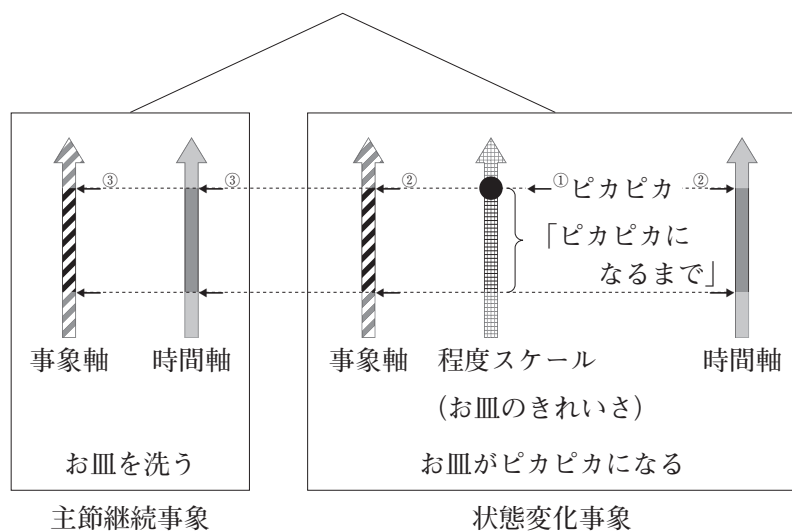 ③ ③ ② ①ピカピカ ②
「ピカピカに
なるまで」
事象軸 時間軸 事象軸 程度スケール 時間軸
（お皿のきれいさ）
お皿を洗う お皿がピカピカになる
主節継続事象 状態変化事象